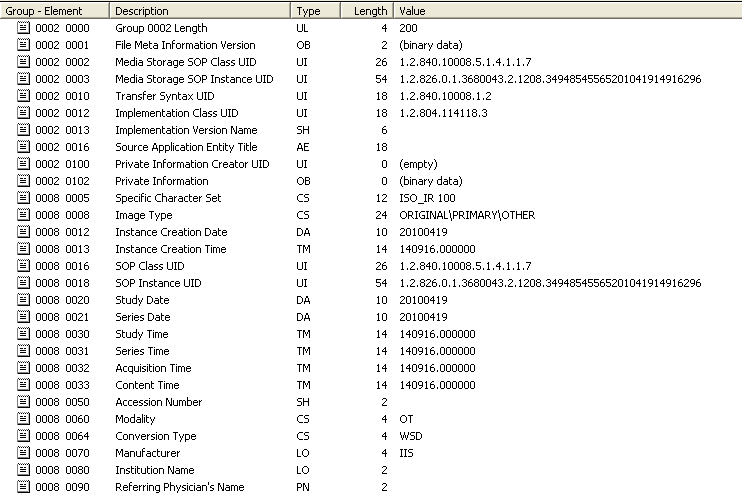 Group - Element Description Type Length Value
0002 0000 Group 0002 Length UL 4 200
0002 0001 File Meta Information Version OB 2 (binary data)
0002 0002 Media Storage SOP Class UID UI 26 1.2.840.10008.5.1.4.1.1.7
0002 0003 Media Storage SOP Instance UID UI 54 1.2.826.0.1.3680043.2.1208.34948545565201041914916296
0002 0010 Transfer Syntax UID UI 18 1.2.840.10008.1.2
0002 0012 Implementation Class UID UI 18 1.2.804.114118.3
0002 0013 Implementation Version Name SH 6
0002 0016 Source Application Entity Title AE 18
0002 0100 Private Information Creator UID UI 0 (empty)
0002 0102 Private Information OB 0 (binary data)
0008 0005 Specific Character Set CS 12 ISO_IR 100
0008 0008 Image Type CS 24 ORIGINAL\PRIMARY\OTHER
0008 0012 Instance Creation Date DA 10 20100419
0008 0013 Instance Creation Time TM 14 140916.000000
0008 0016 SOP Class UID UI 26 1.2.840.10008.5.1.4.1.1.7
0008 0018 SOP Instance UID UI 54 1.2.826.0.1.3680043.2.1208.34948545565201041914916296
0008 0020 Study Date DA 10 20100419
0008 0021 Series Date DA 10 20100419
0008 0030 Study Time TM 14 140916.000000
0008 0031 Series Time TM 14 140916.000000
0008 0032 Acquisition Time TM 14 140916.000000
0008 0033 Content Time TM 14 140916.000000
0008 0050 Accession Number SH 2
0008 0060 Modality CS 4 OT
0008 0064 Conversion Type CS 4 WSD
0008 0070 Manufacturer LO 4 IIS
0008 0080 Institution Name LO 2
0008 0090 Referring Physician's Name PN 2